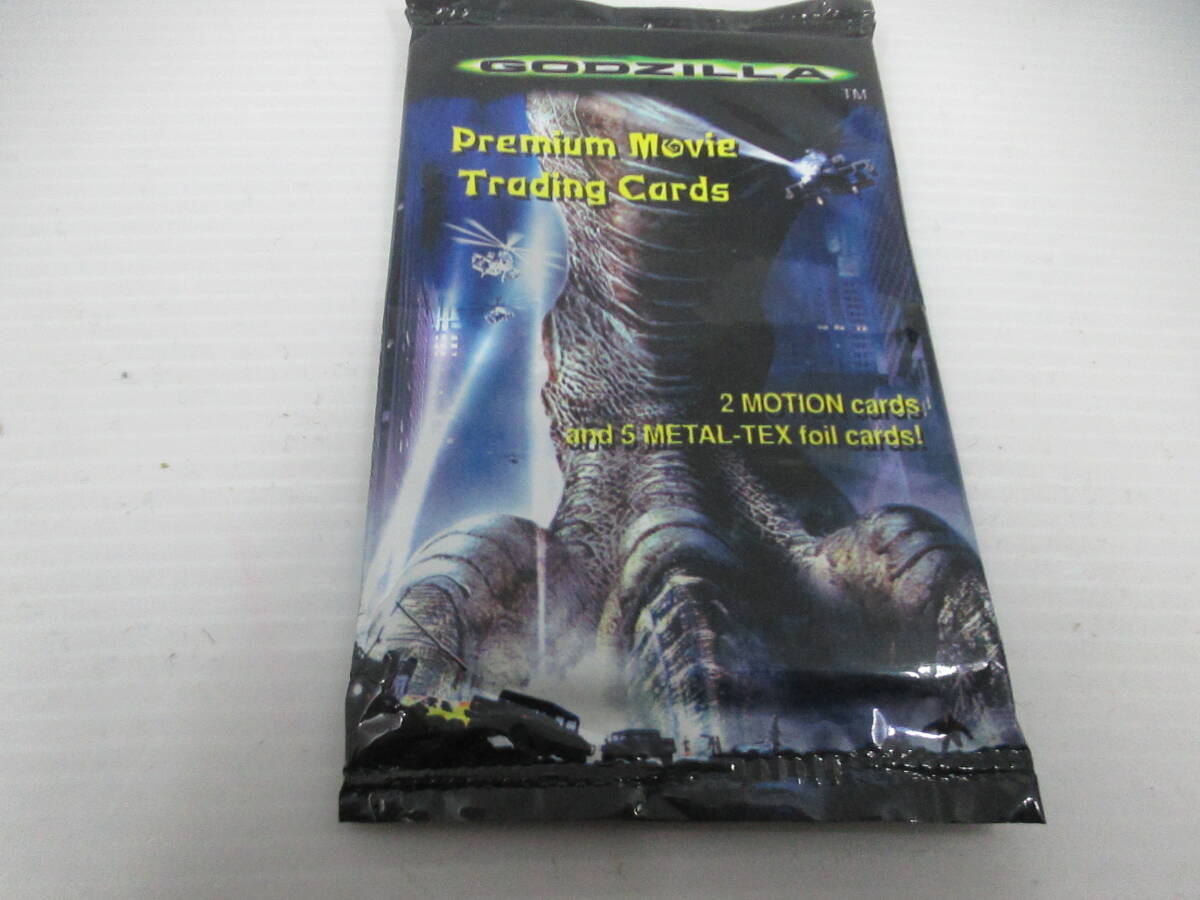 GODZILLA
TM
Premium Movie
Trading Cards
2 MOTION cards
and 5 METAL-TEX foil cards!